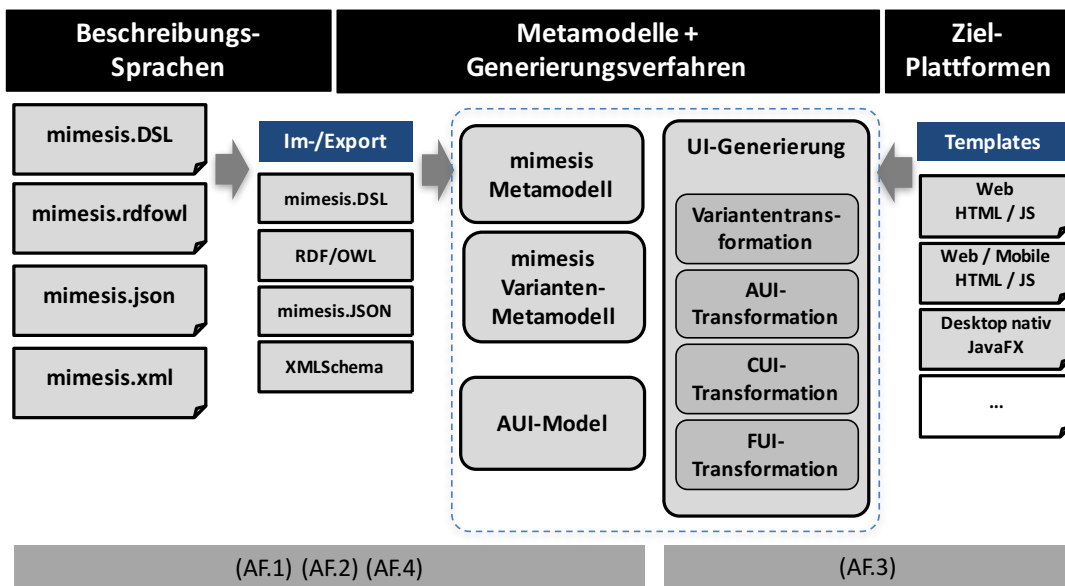 Beschreibungs-
Sprachen
Metamodelle +
Generierungsverfahren
Ziel-
Plattformen
mimesis.DSL
mimesis.rdfowl
mimesis.json
mimesis.xml
Im-/Export
mimesis.DSL
RDF/OWL
mimesis.JSON
XMLSchema
mimesis
Metamodell
mimesis
Varianten-
Metamodell
AUI-Model
UI-Generierung
Variantentrans-
formation
AUI-
Transformation
CUI-
Transformation
FUI-
Transformation
Templates
Web
HTML / JS
Web / Mobile
HTML / JS
Desktop nativ
JavaFX
...
(AF.1) (AF.2) (AF.4)
(AF.3)